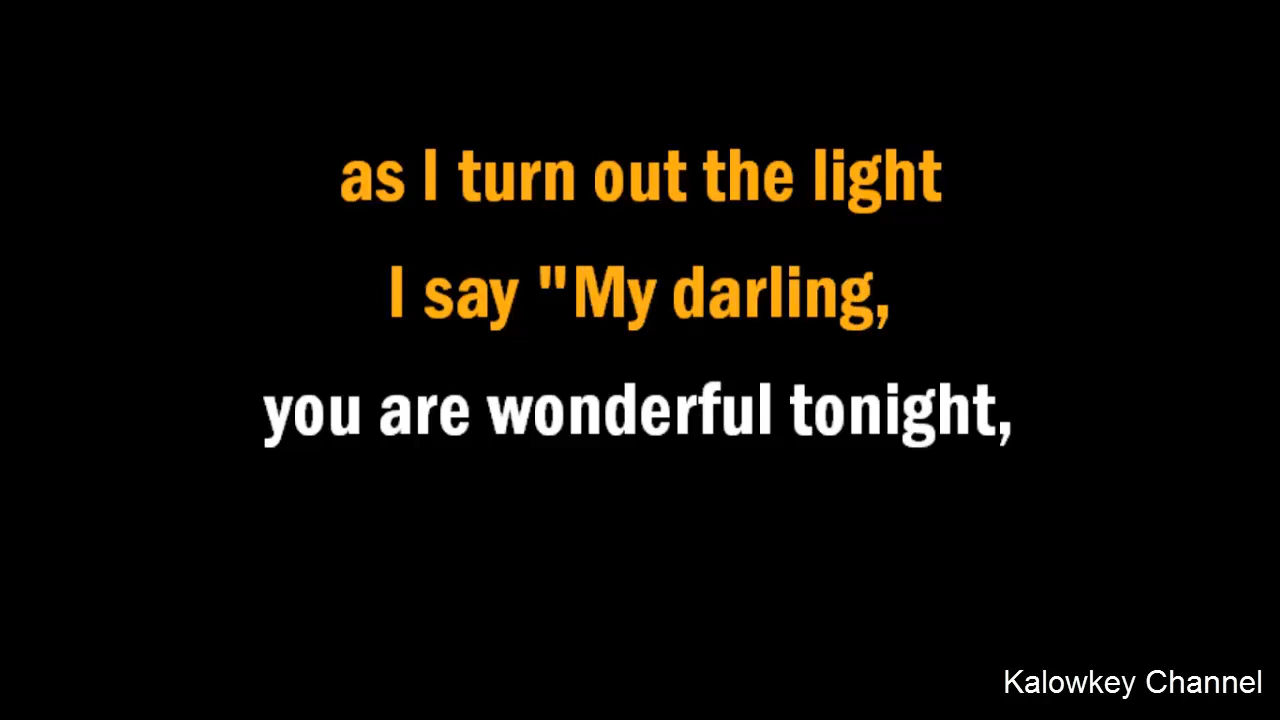 as I turn out the light
I say "My darling,
you are wonderful tonight,
Kalowkey Channel